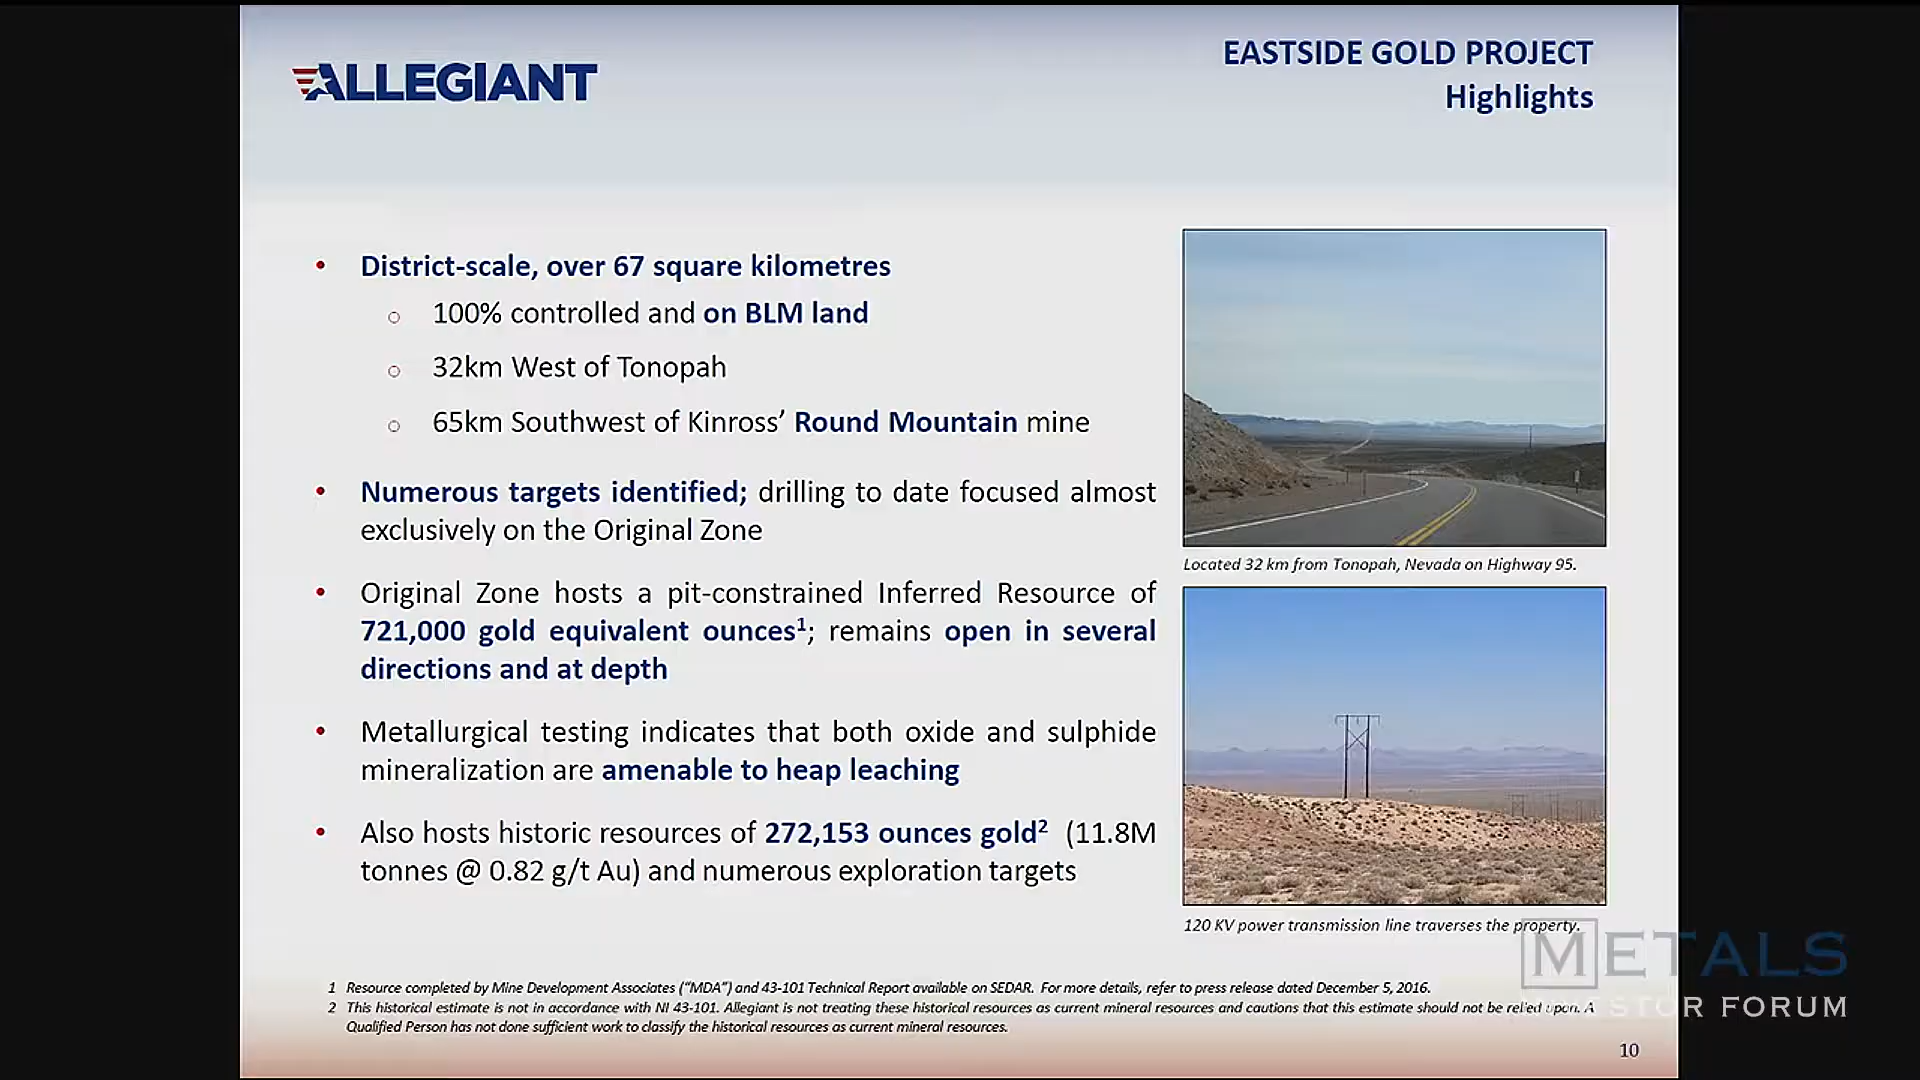 ALLEGIANT
EASTSIDE GOLD PROJECT
Highlights
• District-scale, over 67 square kilometres
○ 100% controlled and on BLM land
○ 32km West of Tonopah
○ 65km Southwest of Kinross’ Round Mountain mine
• Numerous targets identified; drilling to date focused almost
exclusively on the Original Zone
• Original Zone hosts a pit-constrained Inferred Resource of
721,000 gold equivalent ounces¹; remains open in several
directions and at depth
• Metallurgical testing indicates that both oxide and sulphide
mineralization are amenable to heap leaching
• Also hosts historic resources of 272,153 ounces gold² (11.8M
tonnes @ 0.82 g/t Au) and numerous exploration targets
Located 32 km from Tonopah, Nevada on Highway 95.
120 KV power transmission line traverses the property.
1 Resource completed by Mine Development Associates (“MDA”) and 43-101 Technical Report available on SEDAR. For more details, refer to press release dated December 5, 2016.
2 This historical estimate is not in accordance with NI 43-101. Allegiant is not treating these historical resources as current mineral resources and cautions that this estimate should not be relied upon. A
Qualified Person has not done sufficient work to classify the historical resources as current mineral resources.
METALS
INVESTOR FORUM
10